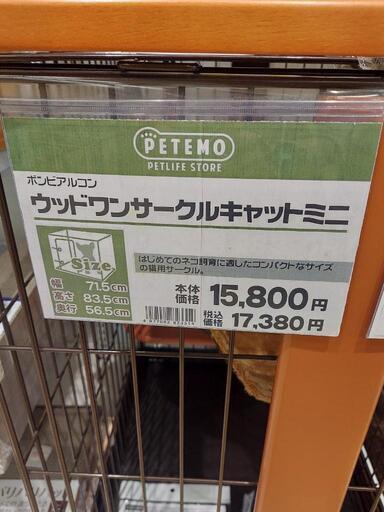 PETEMO
PETLIFE STORE
ボンビアルコン
ウッドワンサークルキャットミニ
はじめてのネコ飼育に適したコンパクトなサイズ
の猫用サークル。
Size
幅 71.5cm
高さ 83.5cm
奥行 56.5cm
本体価格 15,800円
税込価格 17,380円